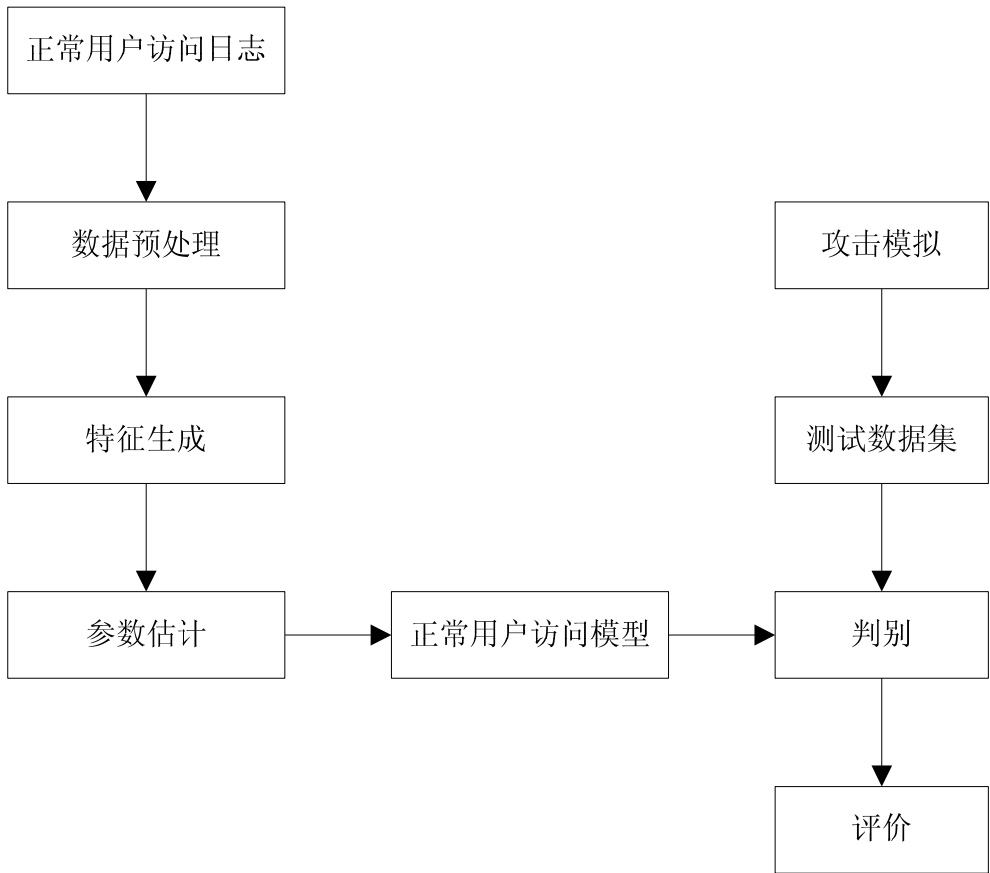 正常用户访问日志
数据预处理
攻击模拟
特征生成
测试数据集
参数估计
正常用户访问模型
判别
评价